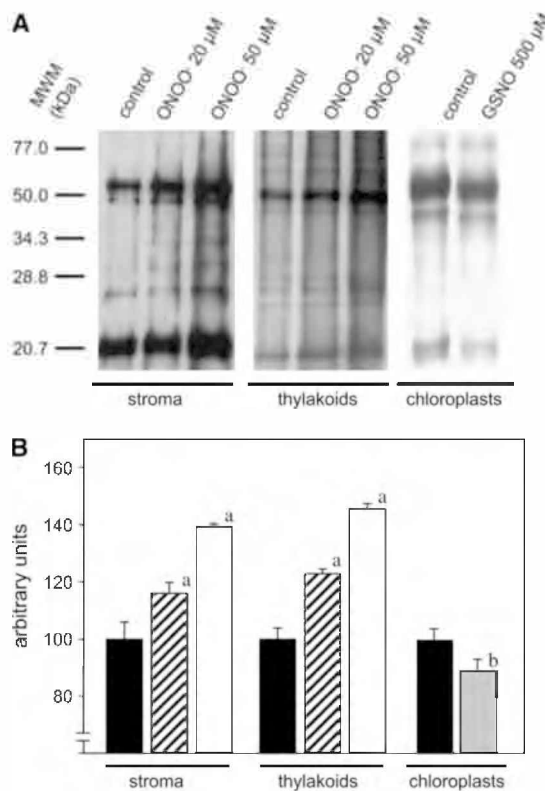 A
MWM
(kDa)
control
ONOO⁻ 20 µM
ONOO⁻ 50 µM
control
ONOO⁻ 20 µM
ONOO⁻ 50 µM
control
GSNO 500 µM
77.0
50.0
34.3
28.8
20.7
stroma
thylakoids
chloroplasts
B
arbitrary units
160
140
120
100
80
a
a
a
a
b
stroma
thylakoids
chloroplasts